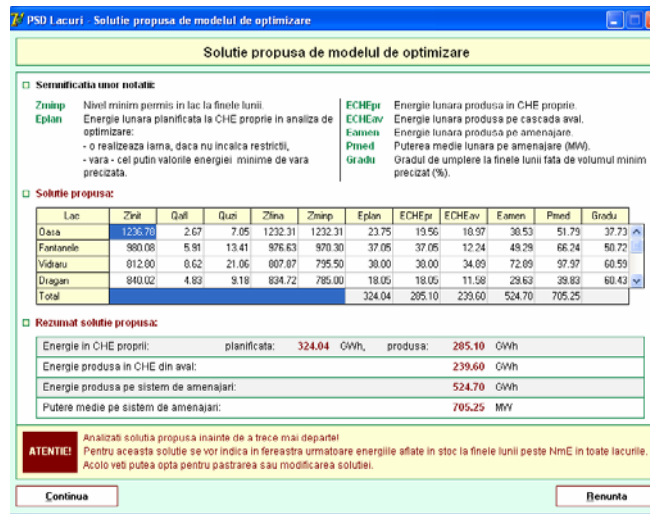 PSD Lacuri - Solutie propusa de modelul de optimizare
Solutie propusa de modelul de optimizare
Semnificatia unor notatii:
Zminp Nivel minim permis in lac la finele lunii.
Eplan Energie lunara planificata la CHE proprie in analiza de
optimizare:
- o realizeaza iarna, daca nu incalca restrictii,
- vara - cel putin valorile energiei minime de vara
precizata.
ECHEpr Energie lunara produsa in CHE proprie.
ECHEav Energie lunara produsa pe cascada aval.
Eamen Energie lunara produsa pe amenajare.
Pmed Puterea medie lunara pe amenajare (MW).
Gradu Gradul de umplere la finele lunii fata de volumul minim
precizat (%).
Solutie propusa:
Lac Zinit Qafl Quzi Zfina Zminp Eplan ECHEpr ECHEav Eamen Pmed Gradu
Oasa 1236.78 2.67 7.05 1232.31 1232.31 23.75 19.56 18.97 38.53 51.79 37.73
Fantanele 980.08 5.91 13.41 976.63 970.30 37.05 37.05 12.24 49.29 66.24 50.72
Vidraru 812.80 8.62 21.06 807.87 795.50 38.00 38.00 34.89 72.89 97.97 68.59
Dragan 840.02 4.83 9.18 834.72 785.00 18.05 18.05 11.58 29.63 39.83 60.43
Total 324.04 285.10 239.60 524.70 705.25
Rezumat solutie propusa:
Energie in CHE proprii: planificata: 324.04 GWh, produsa: 285.10 GWh
Energie produsa in CHE din aval: 239.60 GWh
Energie produsa pe sistem de amenajari: 524.70 GWh
Putere medie pe sistem de amenajari: 705.25 MW
ATENTIE!
Analizati solutia propusa inainte de a trece mai departe!
Pentru aceasta solutie se vor indica in fereastra urmatoare energiile aflate in stoc la finele lunii peste NmE in toate lacurile.
Acolo veti putea opta pentru pastrarea sau modificarea solutiei.
Continua
Renunta